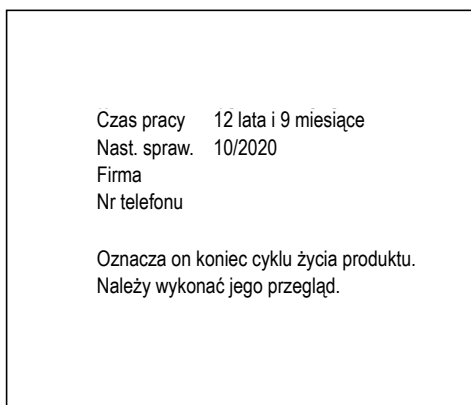 Czas pracy 12 lata i 9 miesiące
Nast. spraw. 10/2020
Firma
Nr telefonu
Oznacza on koniec cyklu życia produktu.
Należy wykonać jego przegląd.